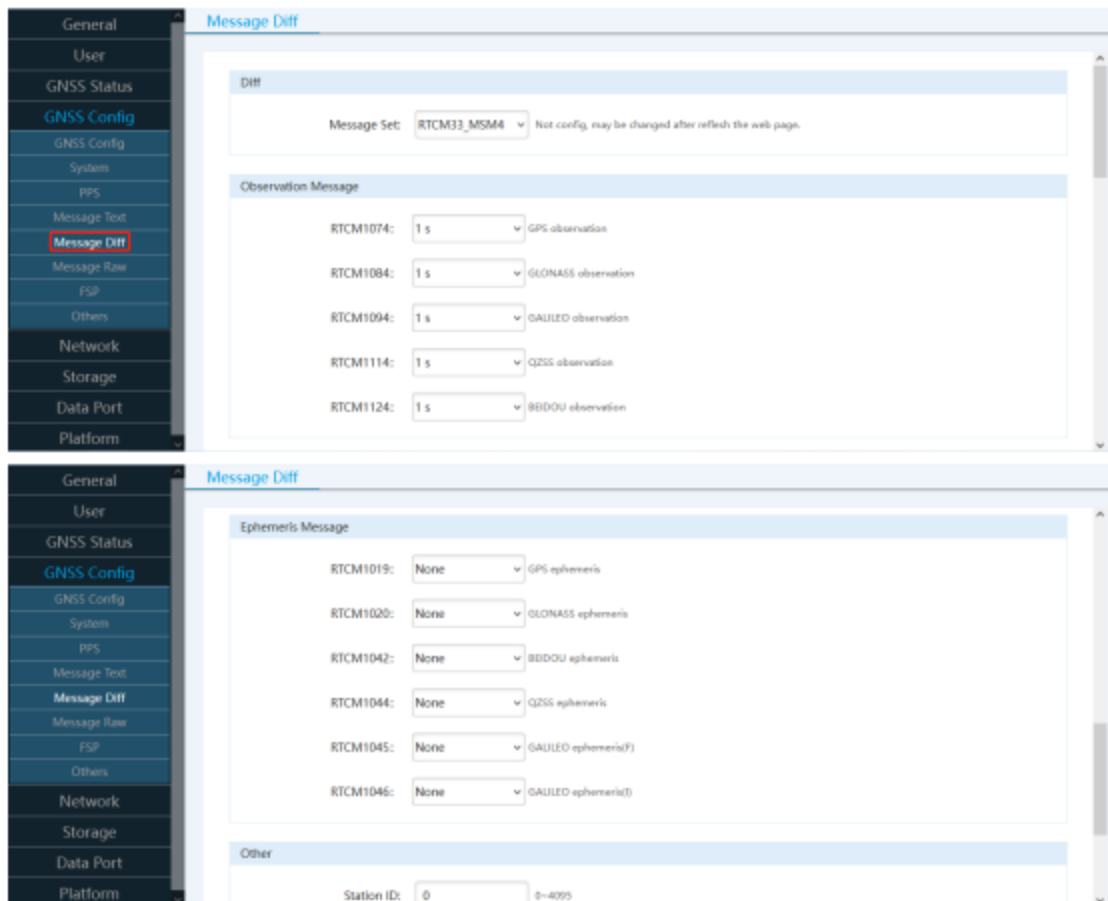 General
User
GNSS Status
GNSS Config
GNSS Config
System
PPS
Message Text
Message Diff
Message Raw
FSP
Others
Network
Storage
Data Port
Platform
Message Diff
Diff
Message Set: RTCM33_MSM4 Not config, may be changed after reflesh the web page.
Observation Message
RTCM1074:: 1 s GPS observation
RTCM1084:: 1 s GLONASS observation
RTCM1094:: 1 s GALILEO observation
RTCM1114:: 1 s QZSS observation
RTCM1124:: 1 s BEIDOU observation
General
User
GNSS Status
GNSS Config
GNSS Config
System
PPS
Message Text
Message Diff
Message Raw
FSP
Others
Network
Storage
Data Port
Platform
Message Diff
Ephemeris Message
RTCM1019:: None GPS ephemeris
RTCM1020:: None GLONASS ephemeris
RTCM1042:: None BEIDOU ephemeris
RTCM1044:: None QZSS ephemeris
RTCM1045:: None GALILEO ephemeris(F)
RTCM1046:: None GALILEO ephemeris(I)
Other
Station ID: 0 0~4095